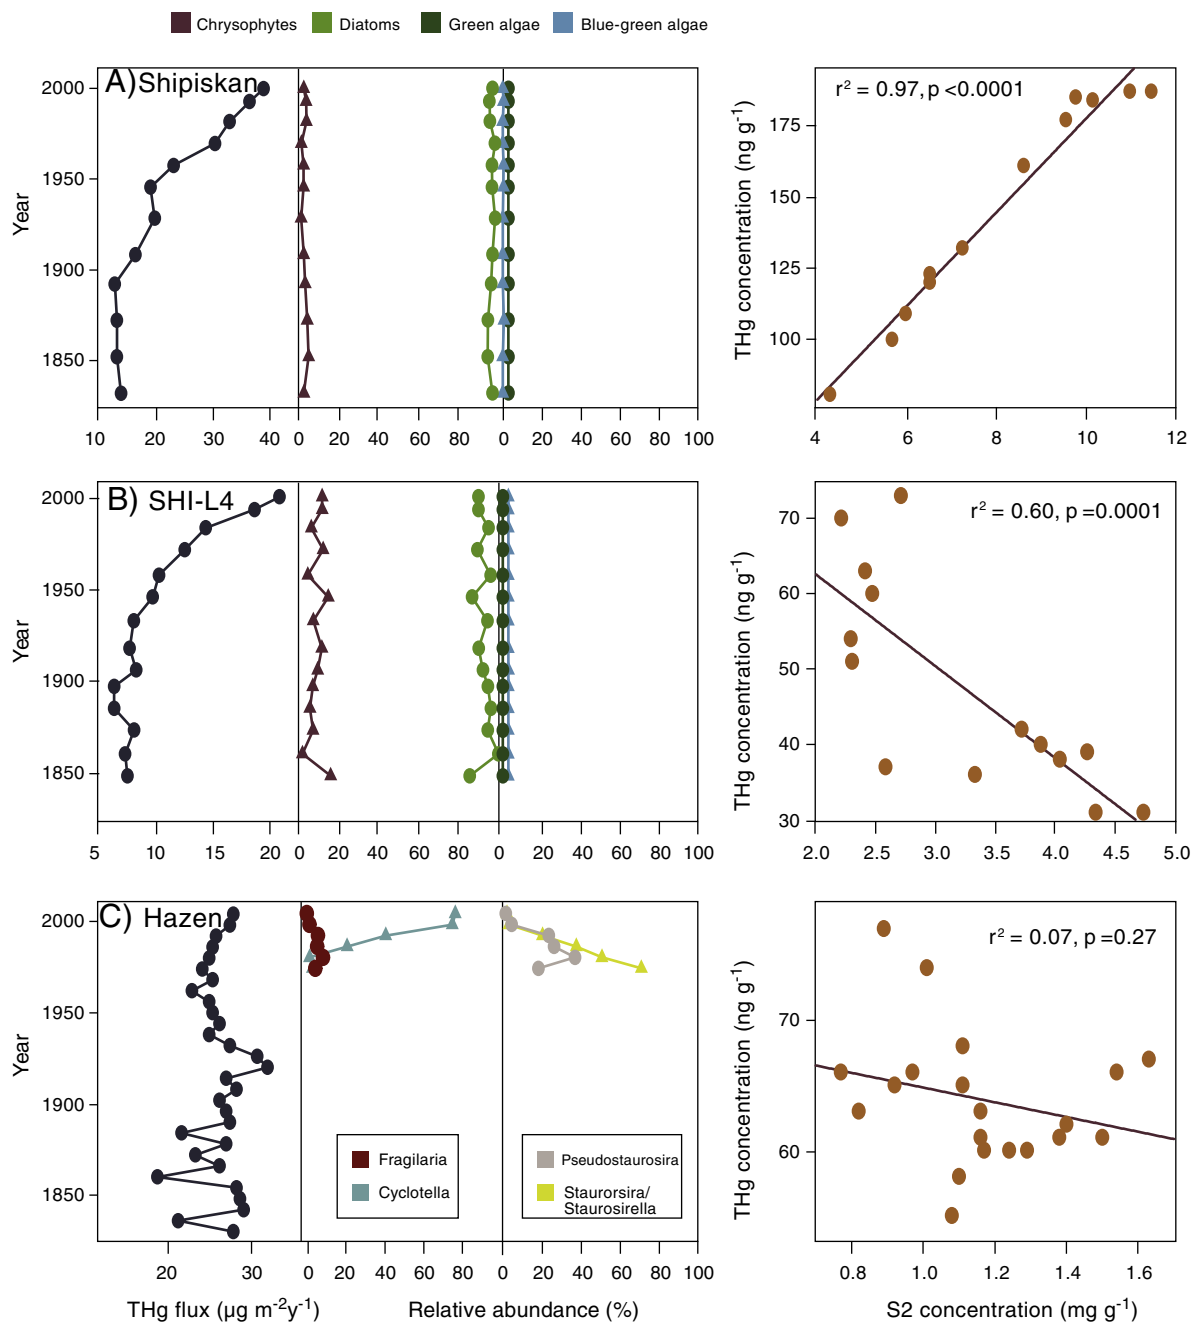 Chrysophytes Diatoms Green algae Blue-green algae
A) Shipiskan
Year
2000
1950
1900
1850
10 20 30 40 0 20 40 60 80 0 20 40 60 80 100
r² = 0.97, p <0.0001
THg concentration (ng g⁻¹)
175
150
125
100
4 6 8 10 12
B) SHI-L4
Year
2000
1950
1900
1850
5 10 15 20 0 20 40 60 80 0 20 40 60 80 100
r² = 0.60, p =0.0001
THg concentration (ng g⁻¹)
70
60
50
40
30
2.0 2.5 3.0 3.5 4.0 4.5 5.0
C) Hazen
Year
2000
1950
1900
1850
Fragilaria
Cyclotella
Pseudostaurosira
Staurorsira/
Staurosirella
20 30 0 20 40 60 80 0 20 40 60 80 100
THg flux (µg m⁻²y⁻¹)
Relative abundance (%)
r² = 0.07, p =0.27
THg concentration (ng g⁻¹)
70
60
0.8 1.0 1.2 1.4 1.6
S2 concentration (mg g⁻¹)